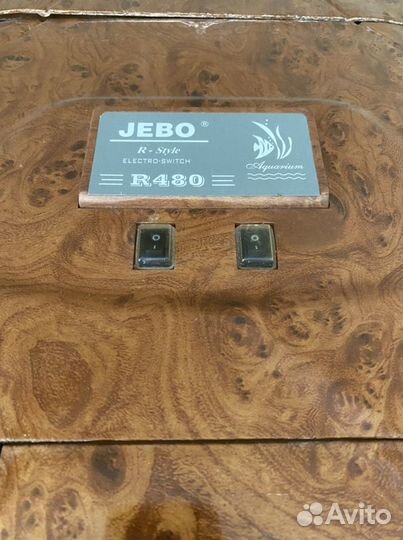 JEBO ®
R - Style
ELECTRO-SWITCH
R480
Aquarium
Avito